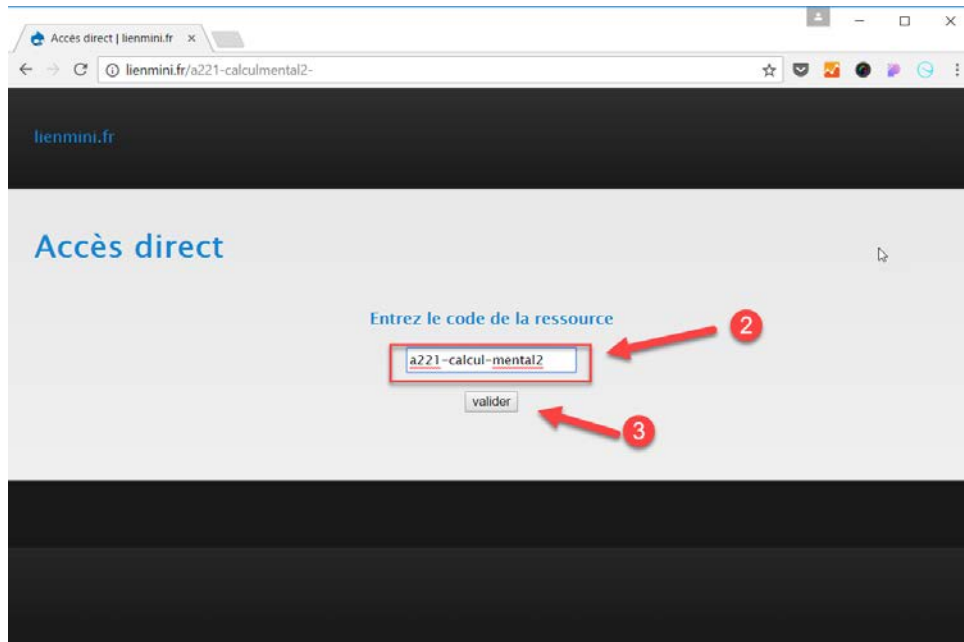 Accès direct | lienmini.fr
lienmini.fr/a221-calculmental2-
lienmini.fr
Accès direct
Entrez le code de la ressource
2
a221-calcul-mental2
valider
3